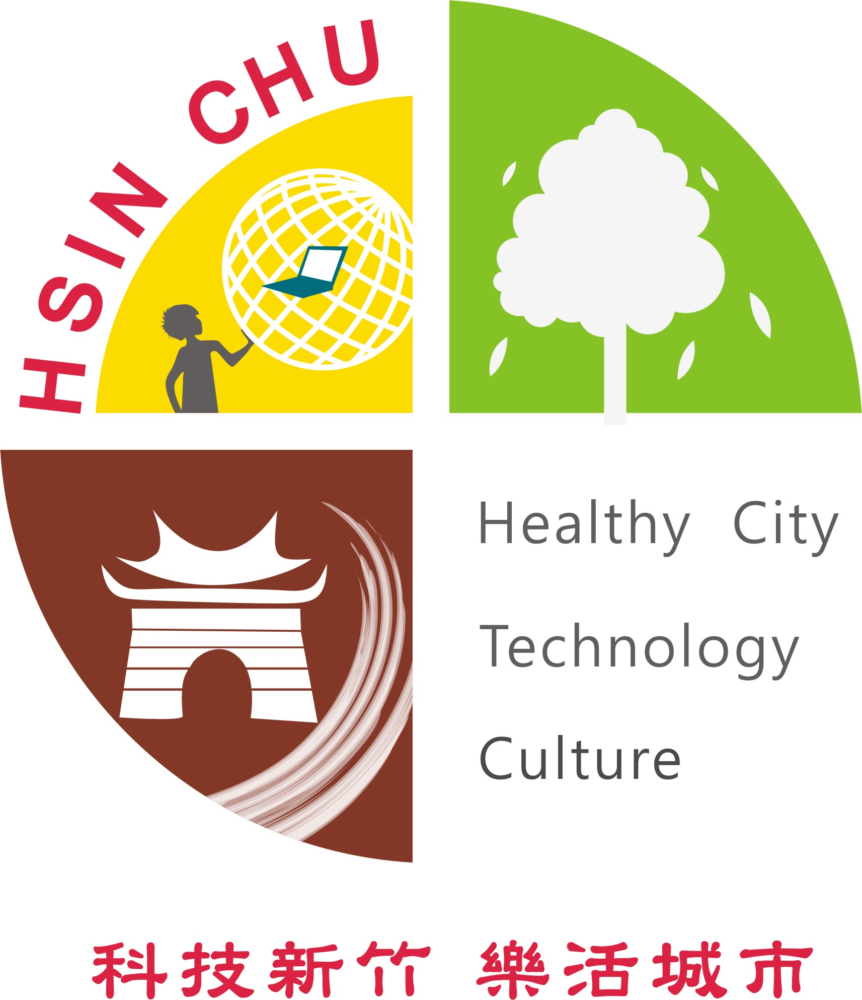 HSIN CHU
Healthy City
Technology
Culture
科技新竹 樂活城市